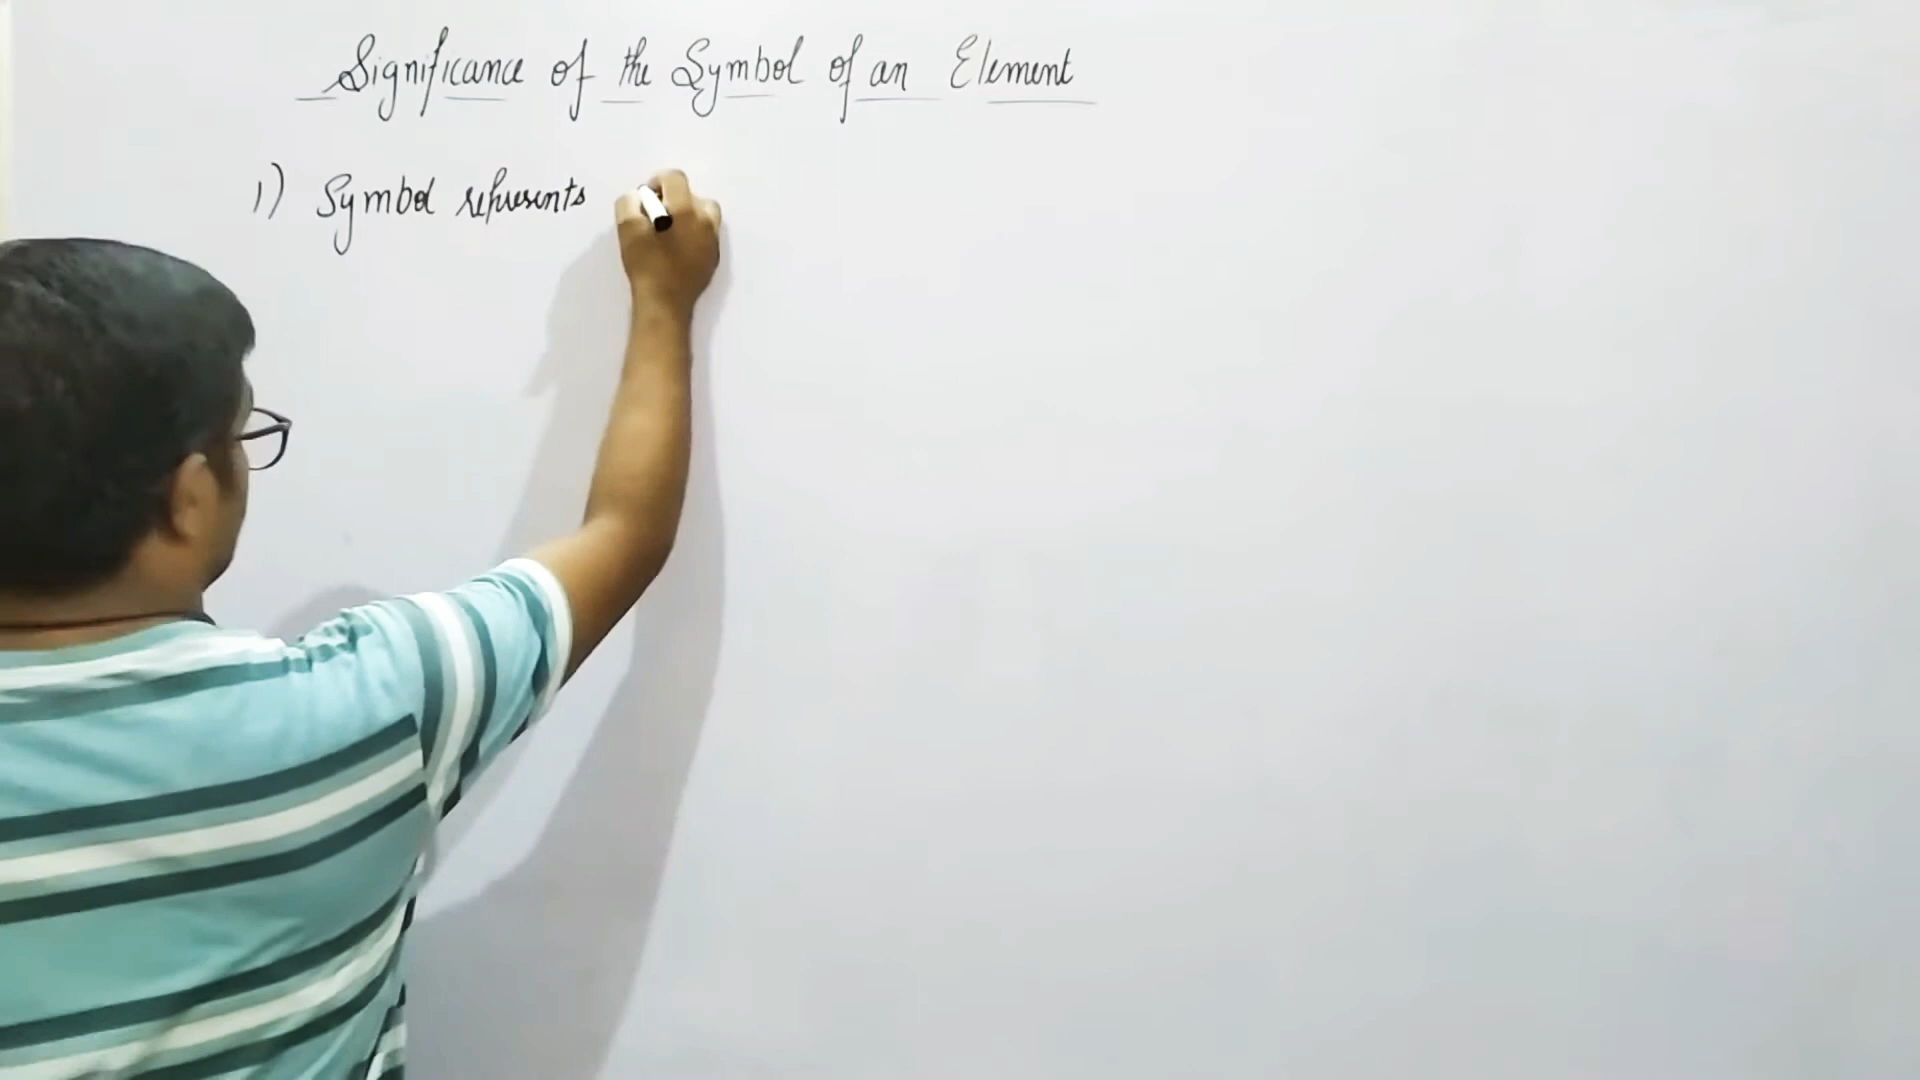 Significance of the Symbol of an Element
1) Symbol represents